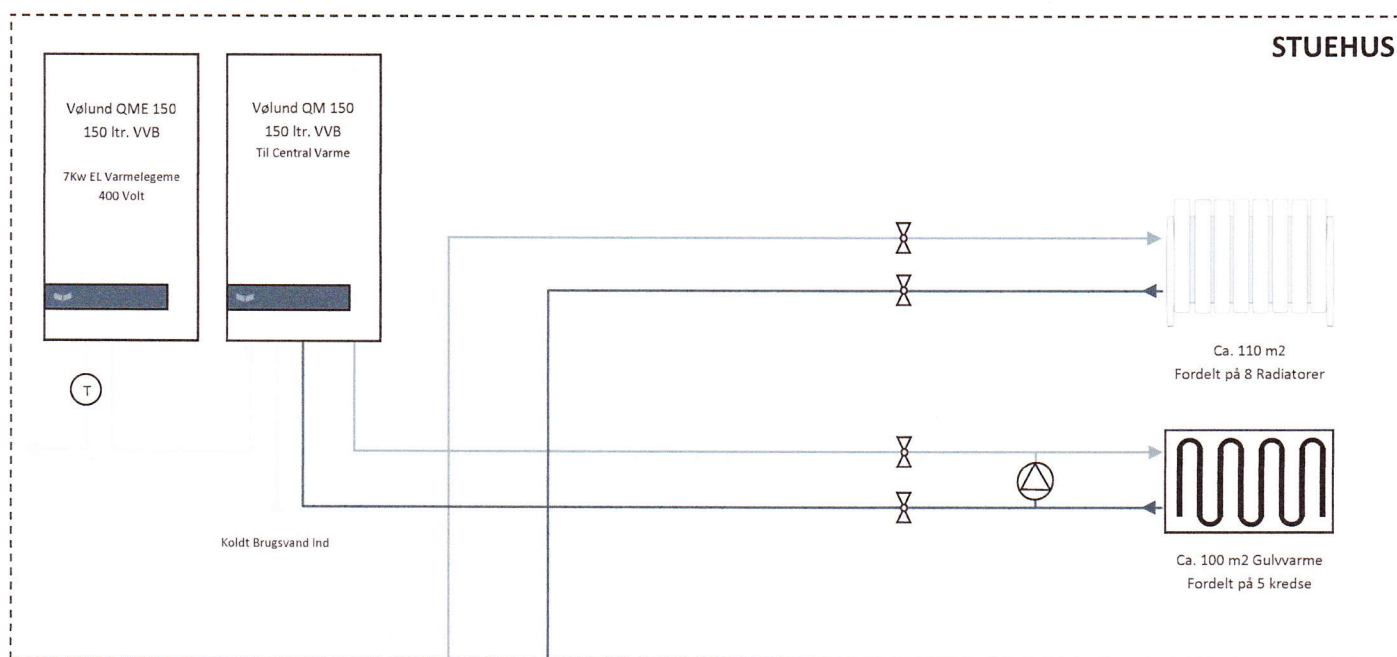 STUEHUS
Vølund QME 150
150 ltr. VVB
7Kw EL Varmelegeme
400 Volt
Vølund QM 150
150 ltr. VVB
Til Central Varme
T
Ca. 110 m2
Fordelt på 8 Radiatorer
Koldt Brugsvand Ind
Ca. 100 m2 Gulvvarme
Fordelt på 5 kredse